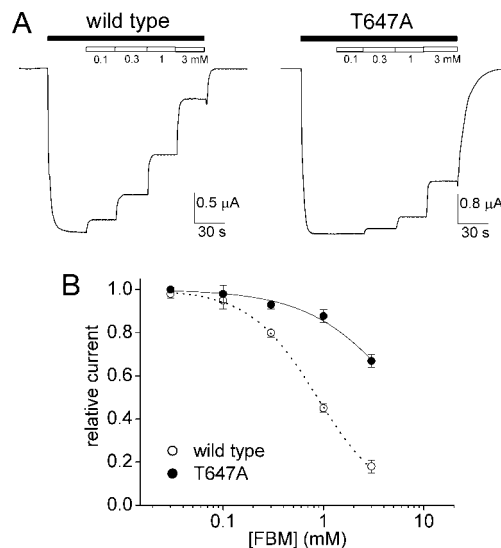 A
wild type
T647A
0.1 0.3 1 3 mM
0.1 0.3 1 3 mM
0.5 µA
30 s
0.8 µA
30 s
B
1.0
0.8
0.6
0.4
0.2
0.0
relative current
wild type
T647A
0.1 1 10
[FBM] (mM)